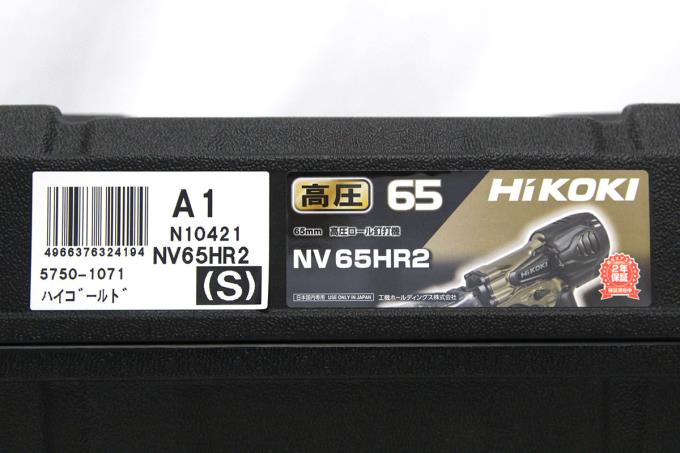 4966376324194
5750-1071
ハイゴールド
A1
N10421
NV65HR2
(S)
高圧 65
65mm 高圧ロール釘打機
NV65HR2
日本国内専用 USE ONLY IN JAPAN
工機ホールディングス株式会社
HiKOKI
HiKOKI
2年
保証